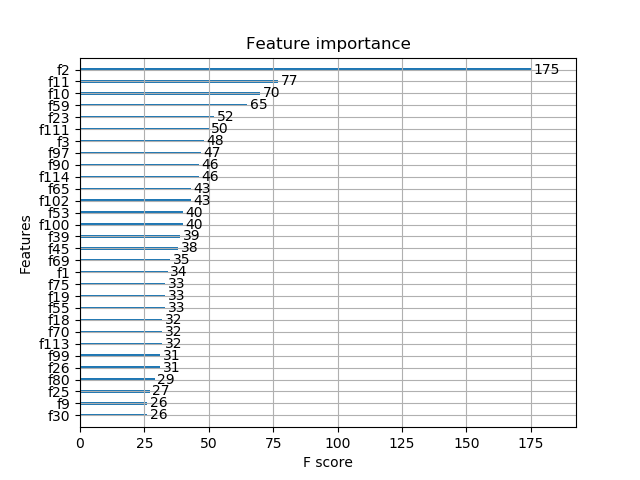 Feature importance
Features
f2 175
f11 77
f10 70
f59 65
f23 52
f111 50
f3 48
f97 47
f90 46
f114 46
f65 43
f102 43
f53 40
f100 40
f39 39
f45 38
f69 35
f1 34
f75 33
f19 33
f55 33
f18 32
f70 32
f113 32
f99 31
f26 31
f80 29
f25 27
f9 26
f30 26
0 25 50 75 100 125 150 175
F score